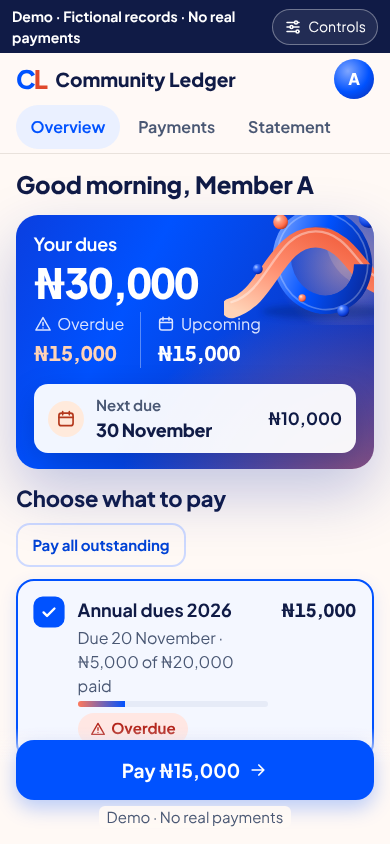 Demo · Fictional records · No real
payments
Controls
CL Community Ledger
A
Overview Payments Statement
Good morning, Member A
Your dues
₦30,000
Overdue Upcoming
₦15,000 ₦15,000
Next due
30 November
₦10,000
Choose what to pay
Pay all outstanding
Annual dues 2026 ₦15,000
Due 20 November ·
₦5,000 of ₦20,000
paid
Overdue
Pay ₦15,000 →
Demo · No real payments